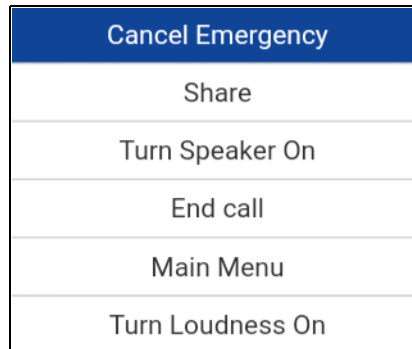 Cancel Emergency
Share
Turn Speaker On
End call
Main Menu
Turn Loudness On